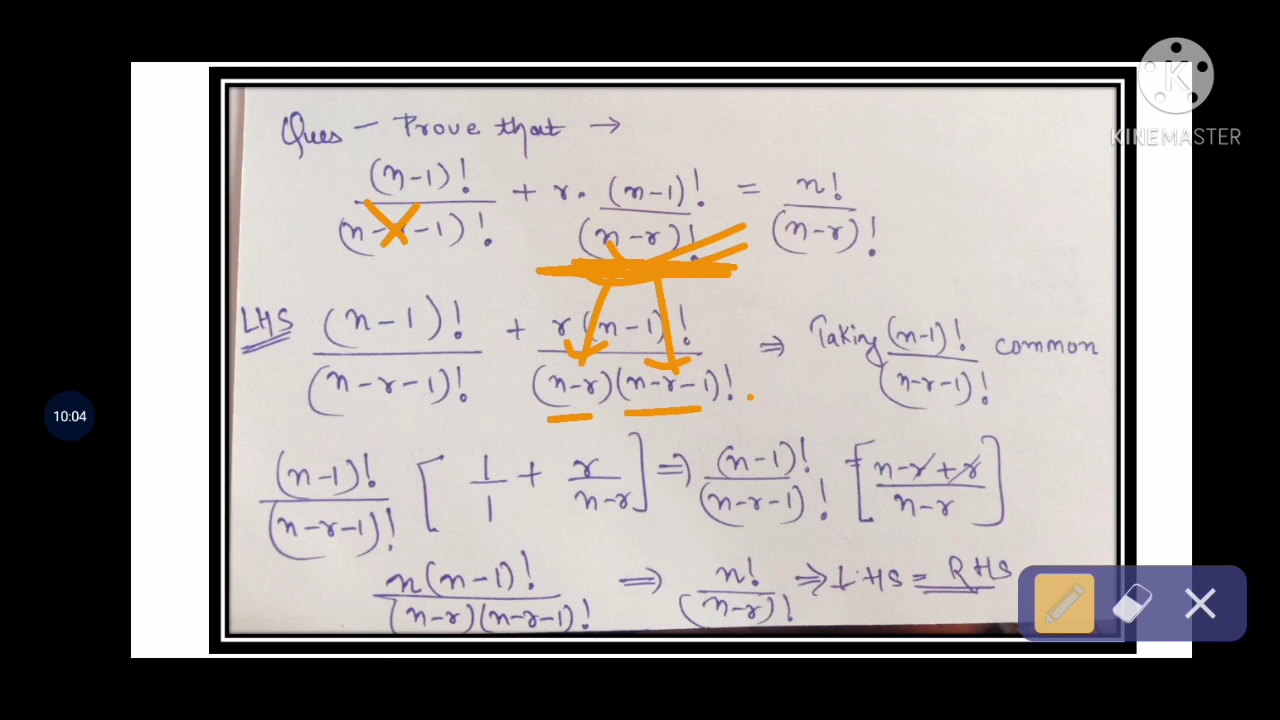 Ques - Prove that →
(n-1)!/(n-r-1)! + r.(n-1)!/(n-r)! = n!/(n-r)!
LHS (n-1)!/(n-r-1)! + r(n-1)!/(n-r)(n-r-1)! ⇒ Taking (n-1)!/(n-r-1)! common
(n-1)!/(n-r-1)! [1/1 + r/n-r] ⇒ (n-1)!/(n-r-1)! [n-r+r/n-r]
n(n-1)!/(n-r)(n-r-1)! ⇒ n!/(n-r)! ⇒ LHS = RHS
K
KINEMASTER
10:04